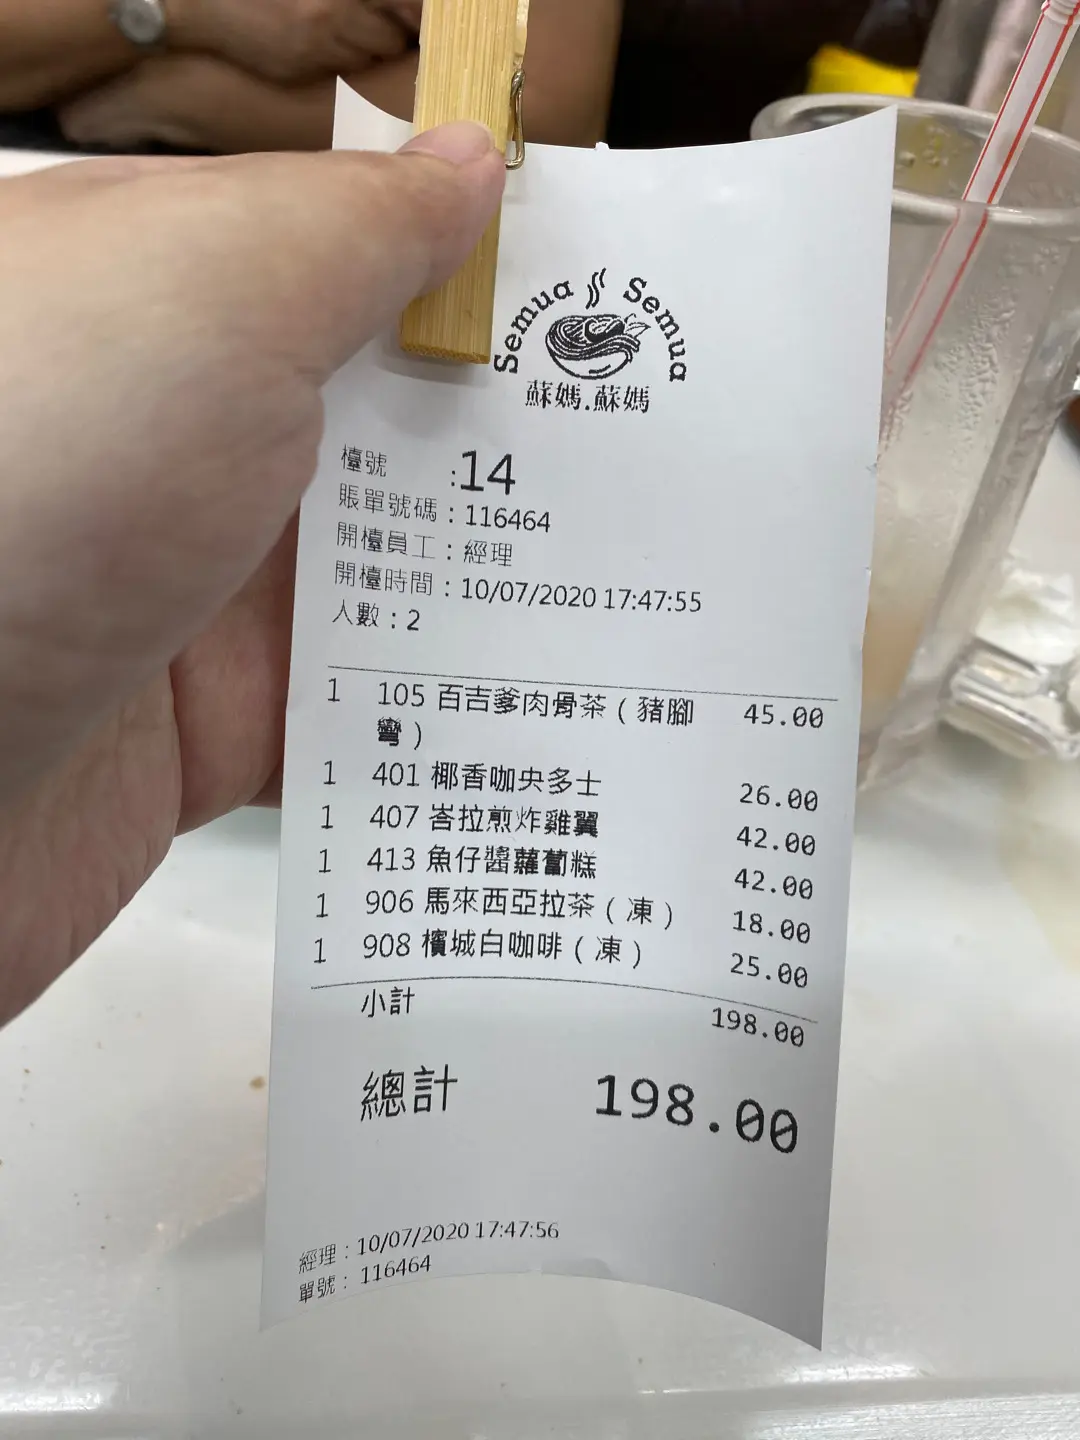 Semua Semua
蘇媽.蘇媽
檯號 :14
賬單號碼：116464
開檯員工：經理
開檯時間：10/07/2020 17:47:55
人數：2
1 105 百吉爹肉骨茶（豬腳彎） 45.00
1 401 椰香咖央多士 26.00
1 407 峇拉煎炸雞翼 42.00
1 413 魚仔醬蘿蔔糕 42.00
1 906 馬來西亞拉茶（凍） 18.00
1 908 檳城白咖啡（凍） 25.00
小計 198.00
總計 198.00
經理：10/07/2020 17:47:56
單號：116464